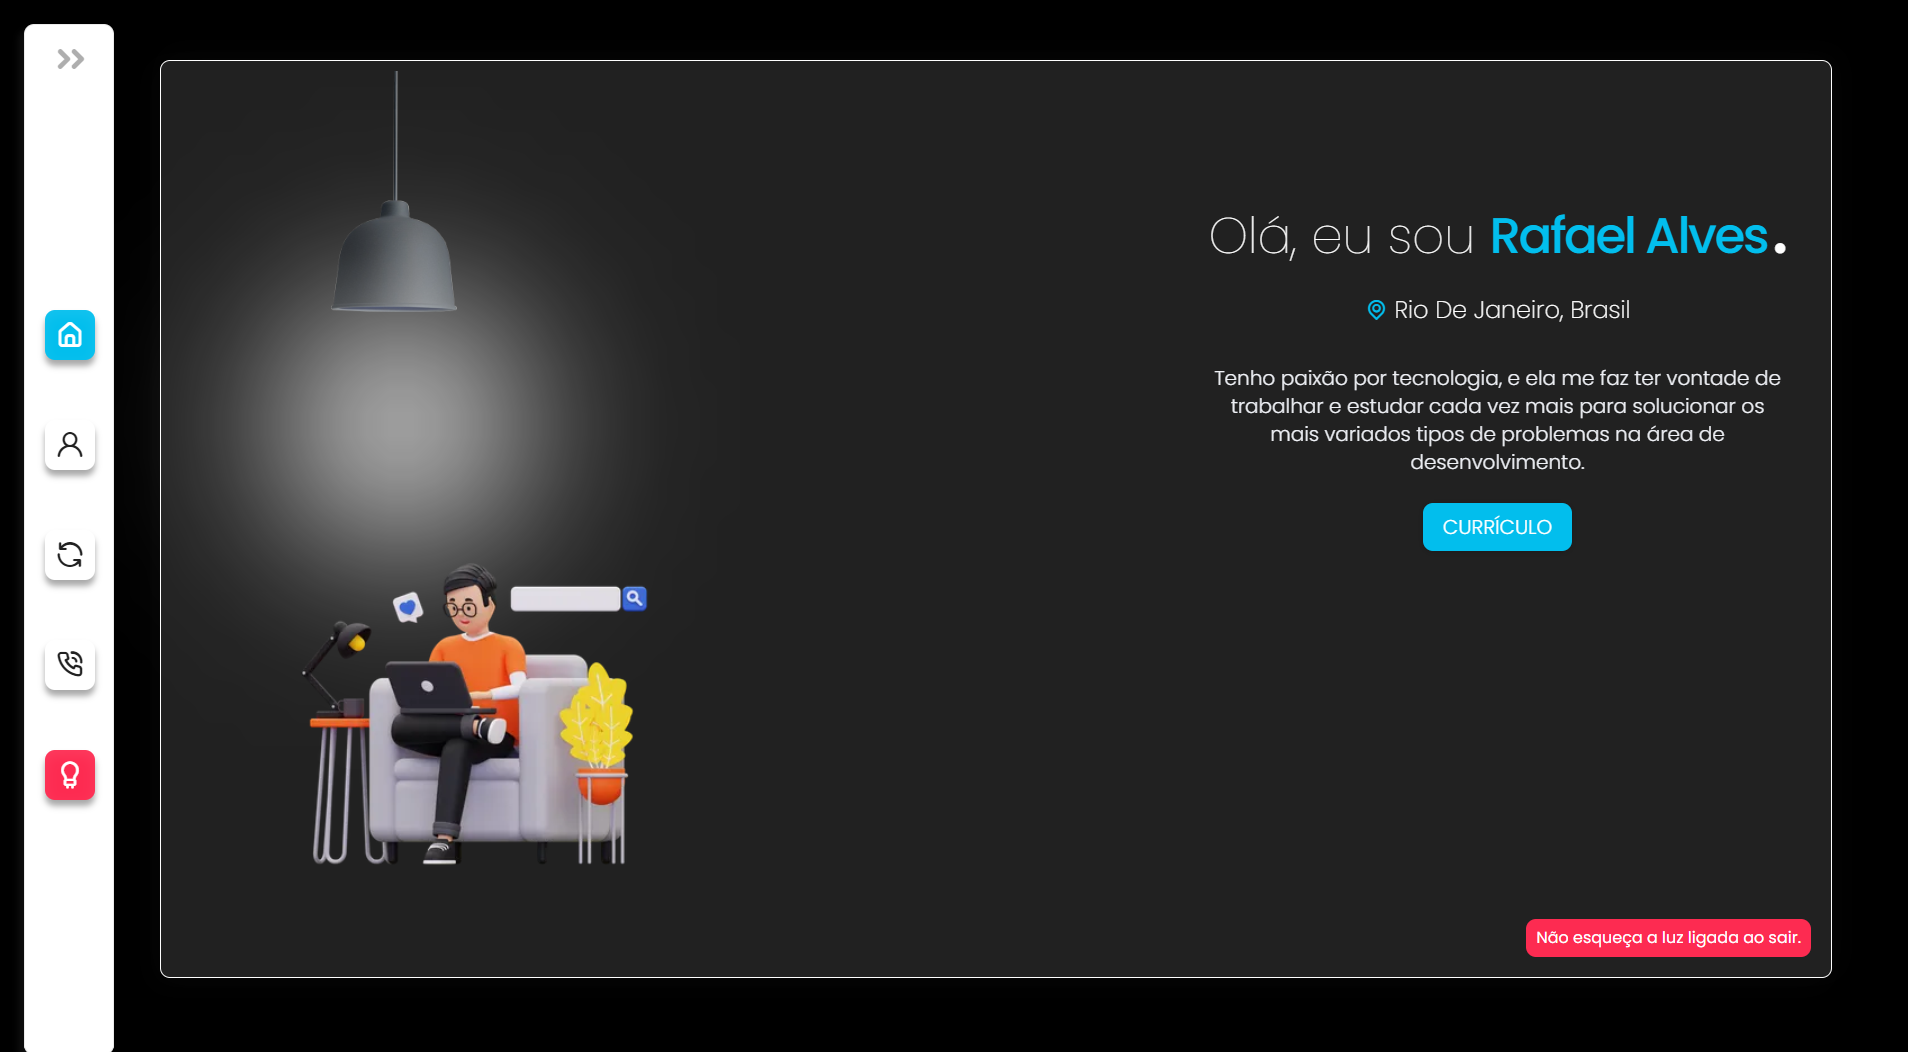 Olá, eu sou Rafael Alves.
Rio De Janeiro, Brasil
Tenho paixão por tecnologia, e ela me faz ter vontade de
trabalhar e estudar cada vez mais para solucionar os
mais variados tipos de problemas na área de
desenvolvimento.
CURRÍCULO
Não esqueça a luz ligada ao sair.